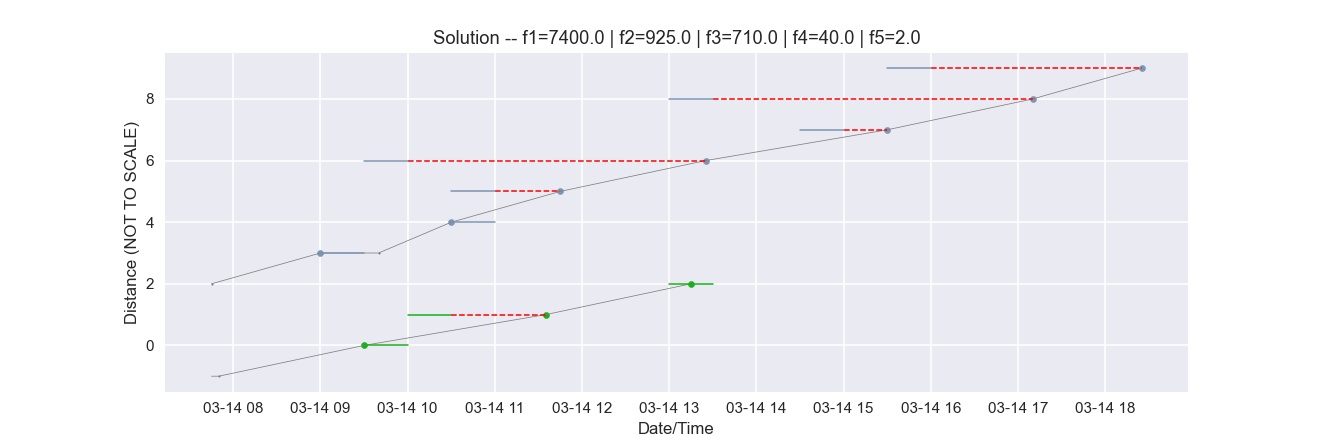 Solution -- f1=7400.0 | f2=925.0 | f3=710.0 | f4=40.0 | f5=2.0
Distance (NOT TO SCALE)
8
6
4
2
0
03-14 08 03-14 09 03-14 10 03-14 11 03-14 12 03-14 13 03-14 14 03-14 15 03-14 16 03-14 17 03-14 18
Date/Time